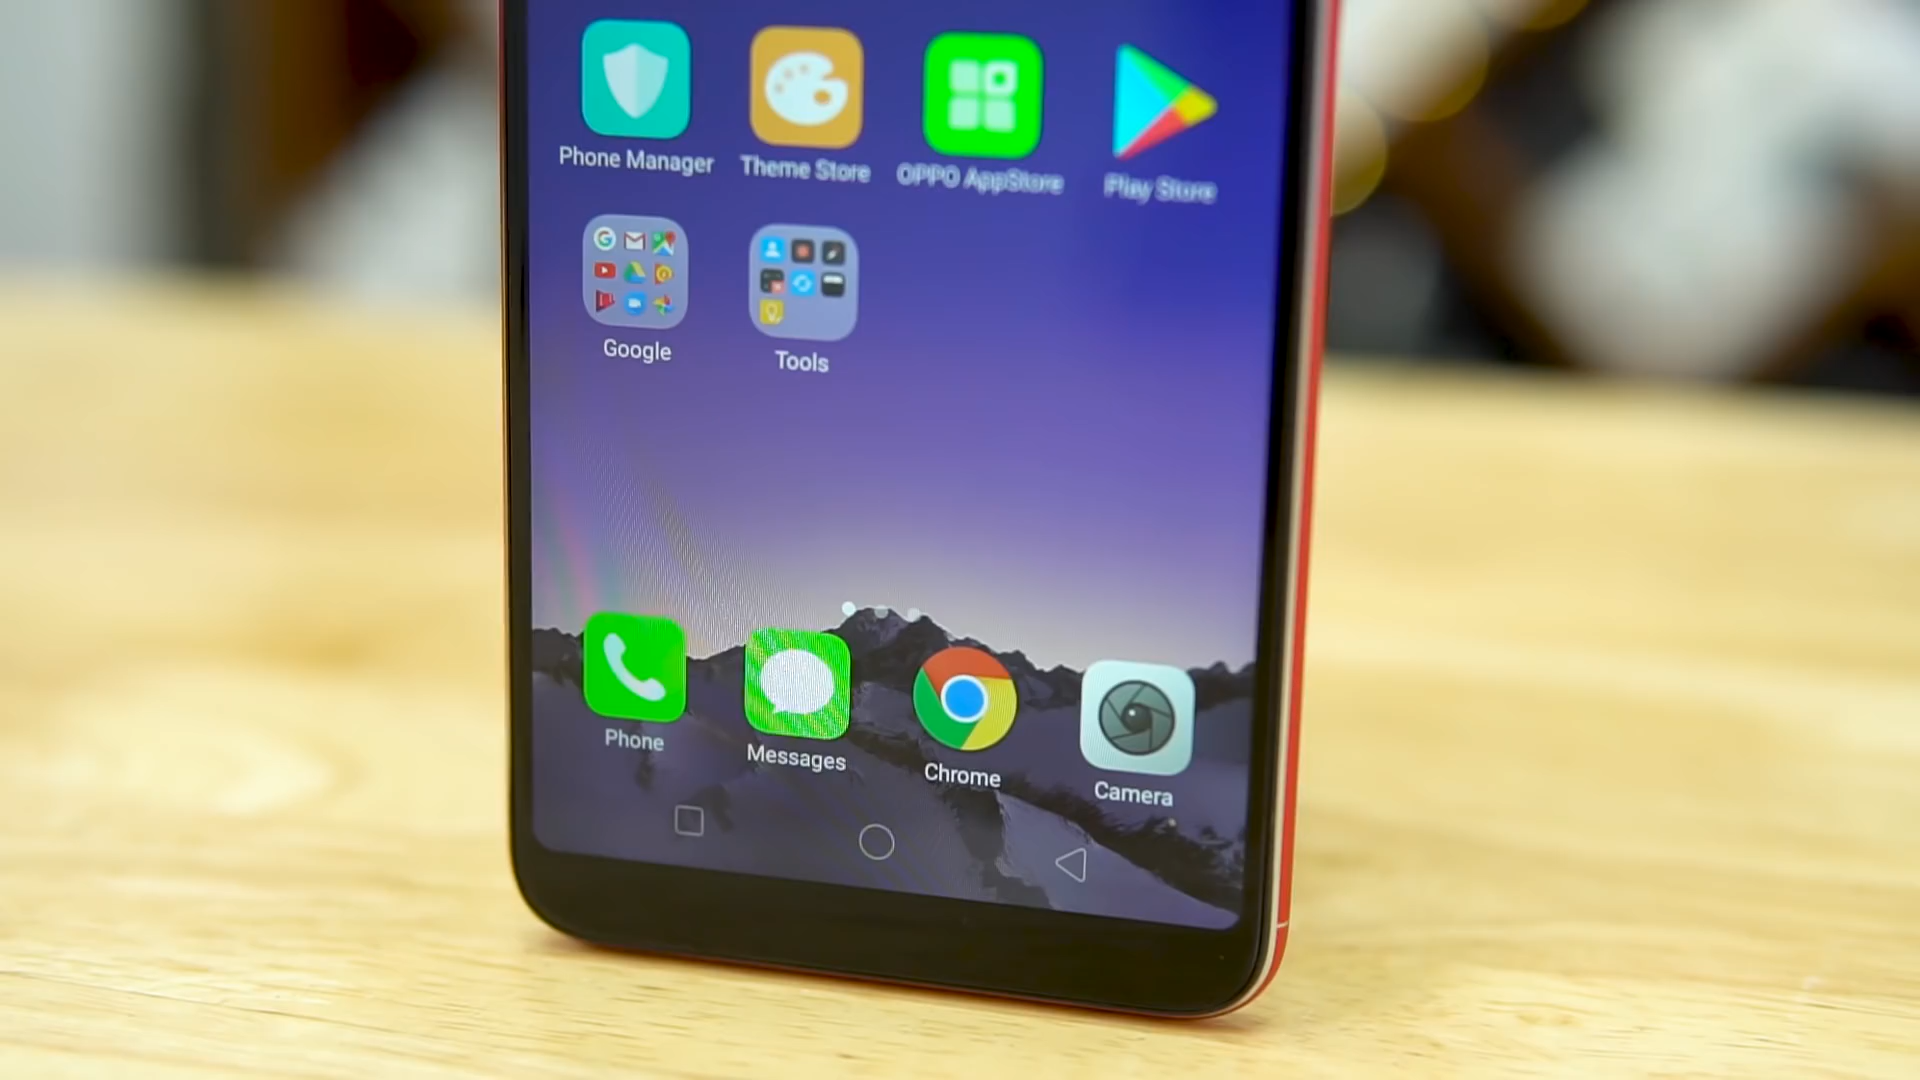 Phone Manager
Theme Store
OPPO AppStore
Play Store
Google
Tools
Phone
Messages
Chrome
Camera